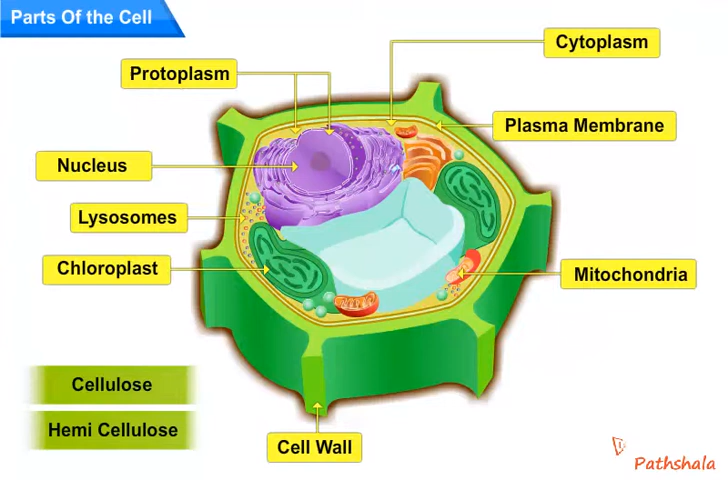 Parts Of the Cell
Cytoplasm
Protoplasm
Plasma Membrane
Nucleus
Lysosomes
Chloroplast
Mitochondria
Cellulose
Hemi Cellulose
Cell Wall
Pathshala